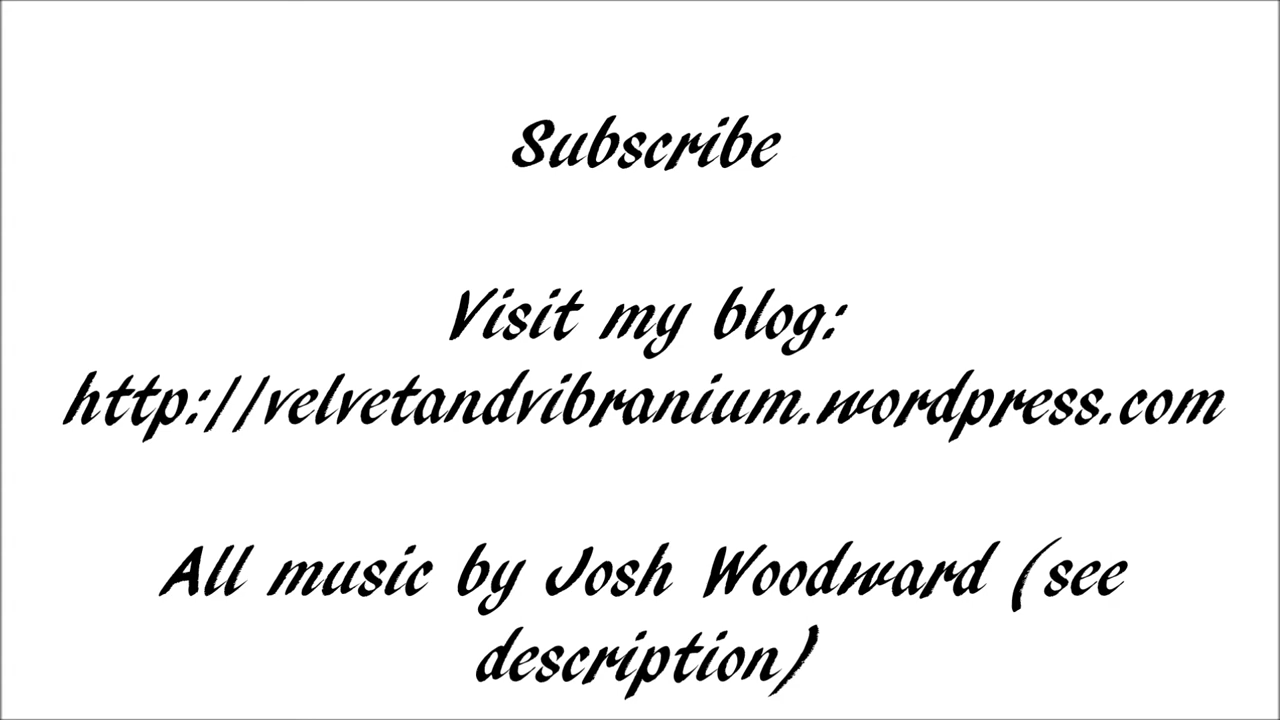 Subscribe
Visit my blog:
http://velvetandvibranium.wordpress.com
All music by Josh Woodward (see
description)